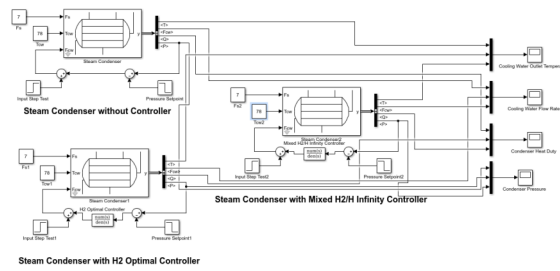 7
Fs
Fs
78
Tcw
Tcw
Fcw
y
<T>
<Fcw>
<Q>
<P>
Steam Condenser
Input Step Test
Pressure Setpoint
Steam Condenser without Controller
7
Fs2
Fs
78
Tcw2
Tcw
Fcw
y
<T>
<Fcw>
<Q>
<P>
Steam Condenser2
Mixed H2/H Infinity Controller
num(s)
den(s)
Input Step Test2
Pressure Setpoint2
Steam Condenser with Mixed H2/H Infinity Controller
7
Fs1
Fs
78
Tcw1
Tcw
Fcw
y
<T>
<Fcw>
<Q>
<P>
Steam Condenser1
H2 Optimal Controller
num(s)
den(s)
Input Step Test1
Pressure Setpoint1
Steam Condenser with H2 Optimal Controller
Cooling Water Outlet Temper
Cooling Water Flow Rate
Condenser Heat Duty
Condenser Pressure